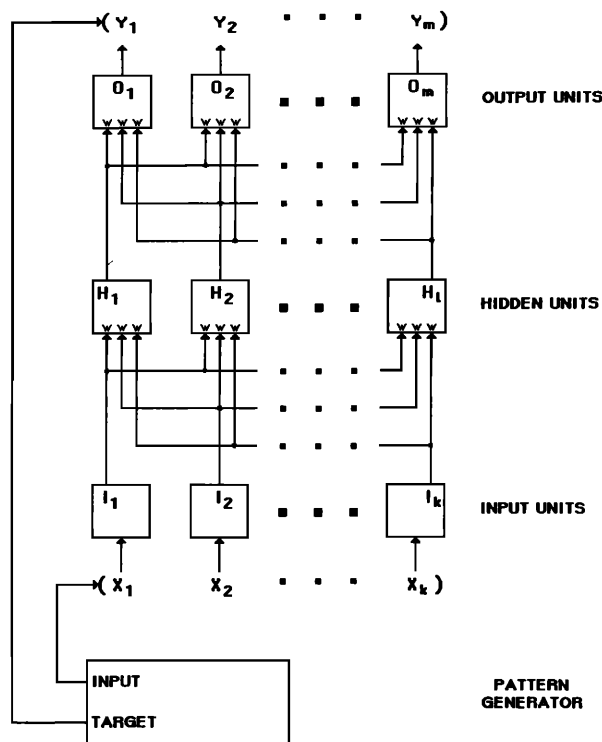 ( Y1 Y2 Ym )
O1 O2 Om OUTPUT UNITS
W W W W W W W W W
H1 H2 HL HIDDEN UNITS
W W W W W W W W W
I1 I2 Ik INPUT UNITS
( X1 X2 Xk )
INPUT
TARGET
PATTERN
GENERATOR